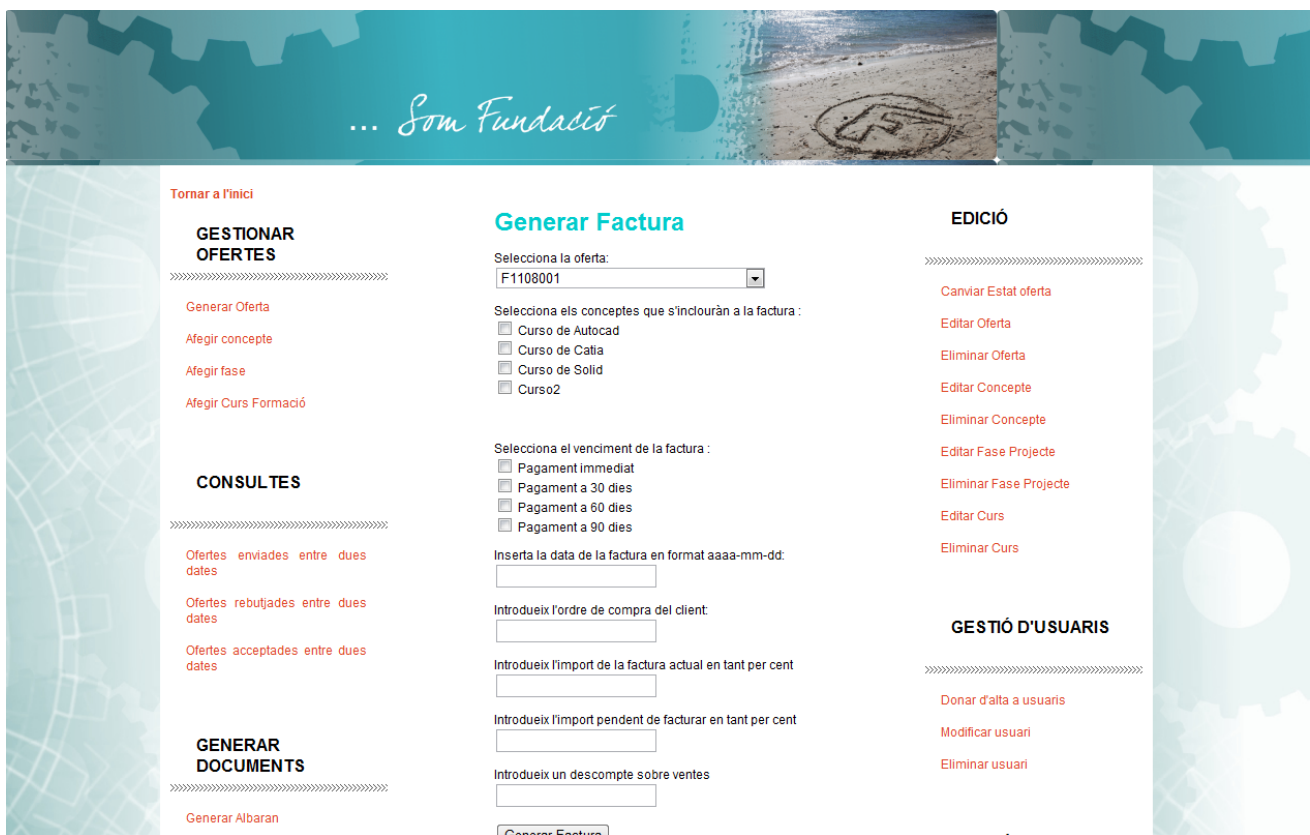 ... Som Fundació
Tornar a l'inici
GESTIONAR
OFERTES
Generar Oferta
Afegir concepte
Afegir fase
Afegir Curs Formació
CONSULTES
Ofertes enviades entre dues
dates
Ofertes rebutjades entre dues
dates
Ofertes acceptades entre dues
dates
GENERAR
DOCUMENTS
Generar Albaran
Generar Factura
Selecciona la oferta:
F1108001
Selecciona els conceptes que s'inclouràn a la factura :
Curso de Autocad
Curso de Catia
Curso de Solid
Curso2
Selecciona el venciment de la factura :
Pagament immediat
Pagament a 30 dies
Pagament a 60 dies
Pagament a 90 dies
Inserta la data de la factura en format aaaa-mm-dd:
Introdueix l'ordre de compra del client:
Introdueix l'import de la factura actual en tant per cent
Introdueix l'import pendent de facturar en tant per cent
Introdueix un descompte sobre ventes
Generar Factura
EDICIÓ
Canviar Estat oferta
Editar Oferta
Eliminar Oferta
Editar Concepte
Eliminar Concepte
Editar Fase Projecte
Eliminar Fase Projecte
Editar Curs
Eliminar Curs
GESTIÓ D'USUARIS
Donar d'alta a usuaris
Modificar usuari
Eliminar usuari